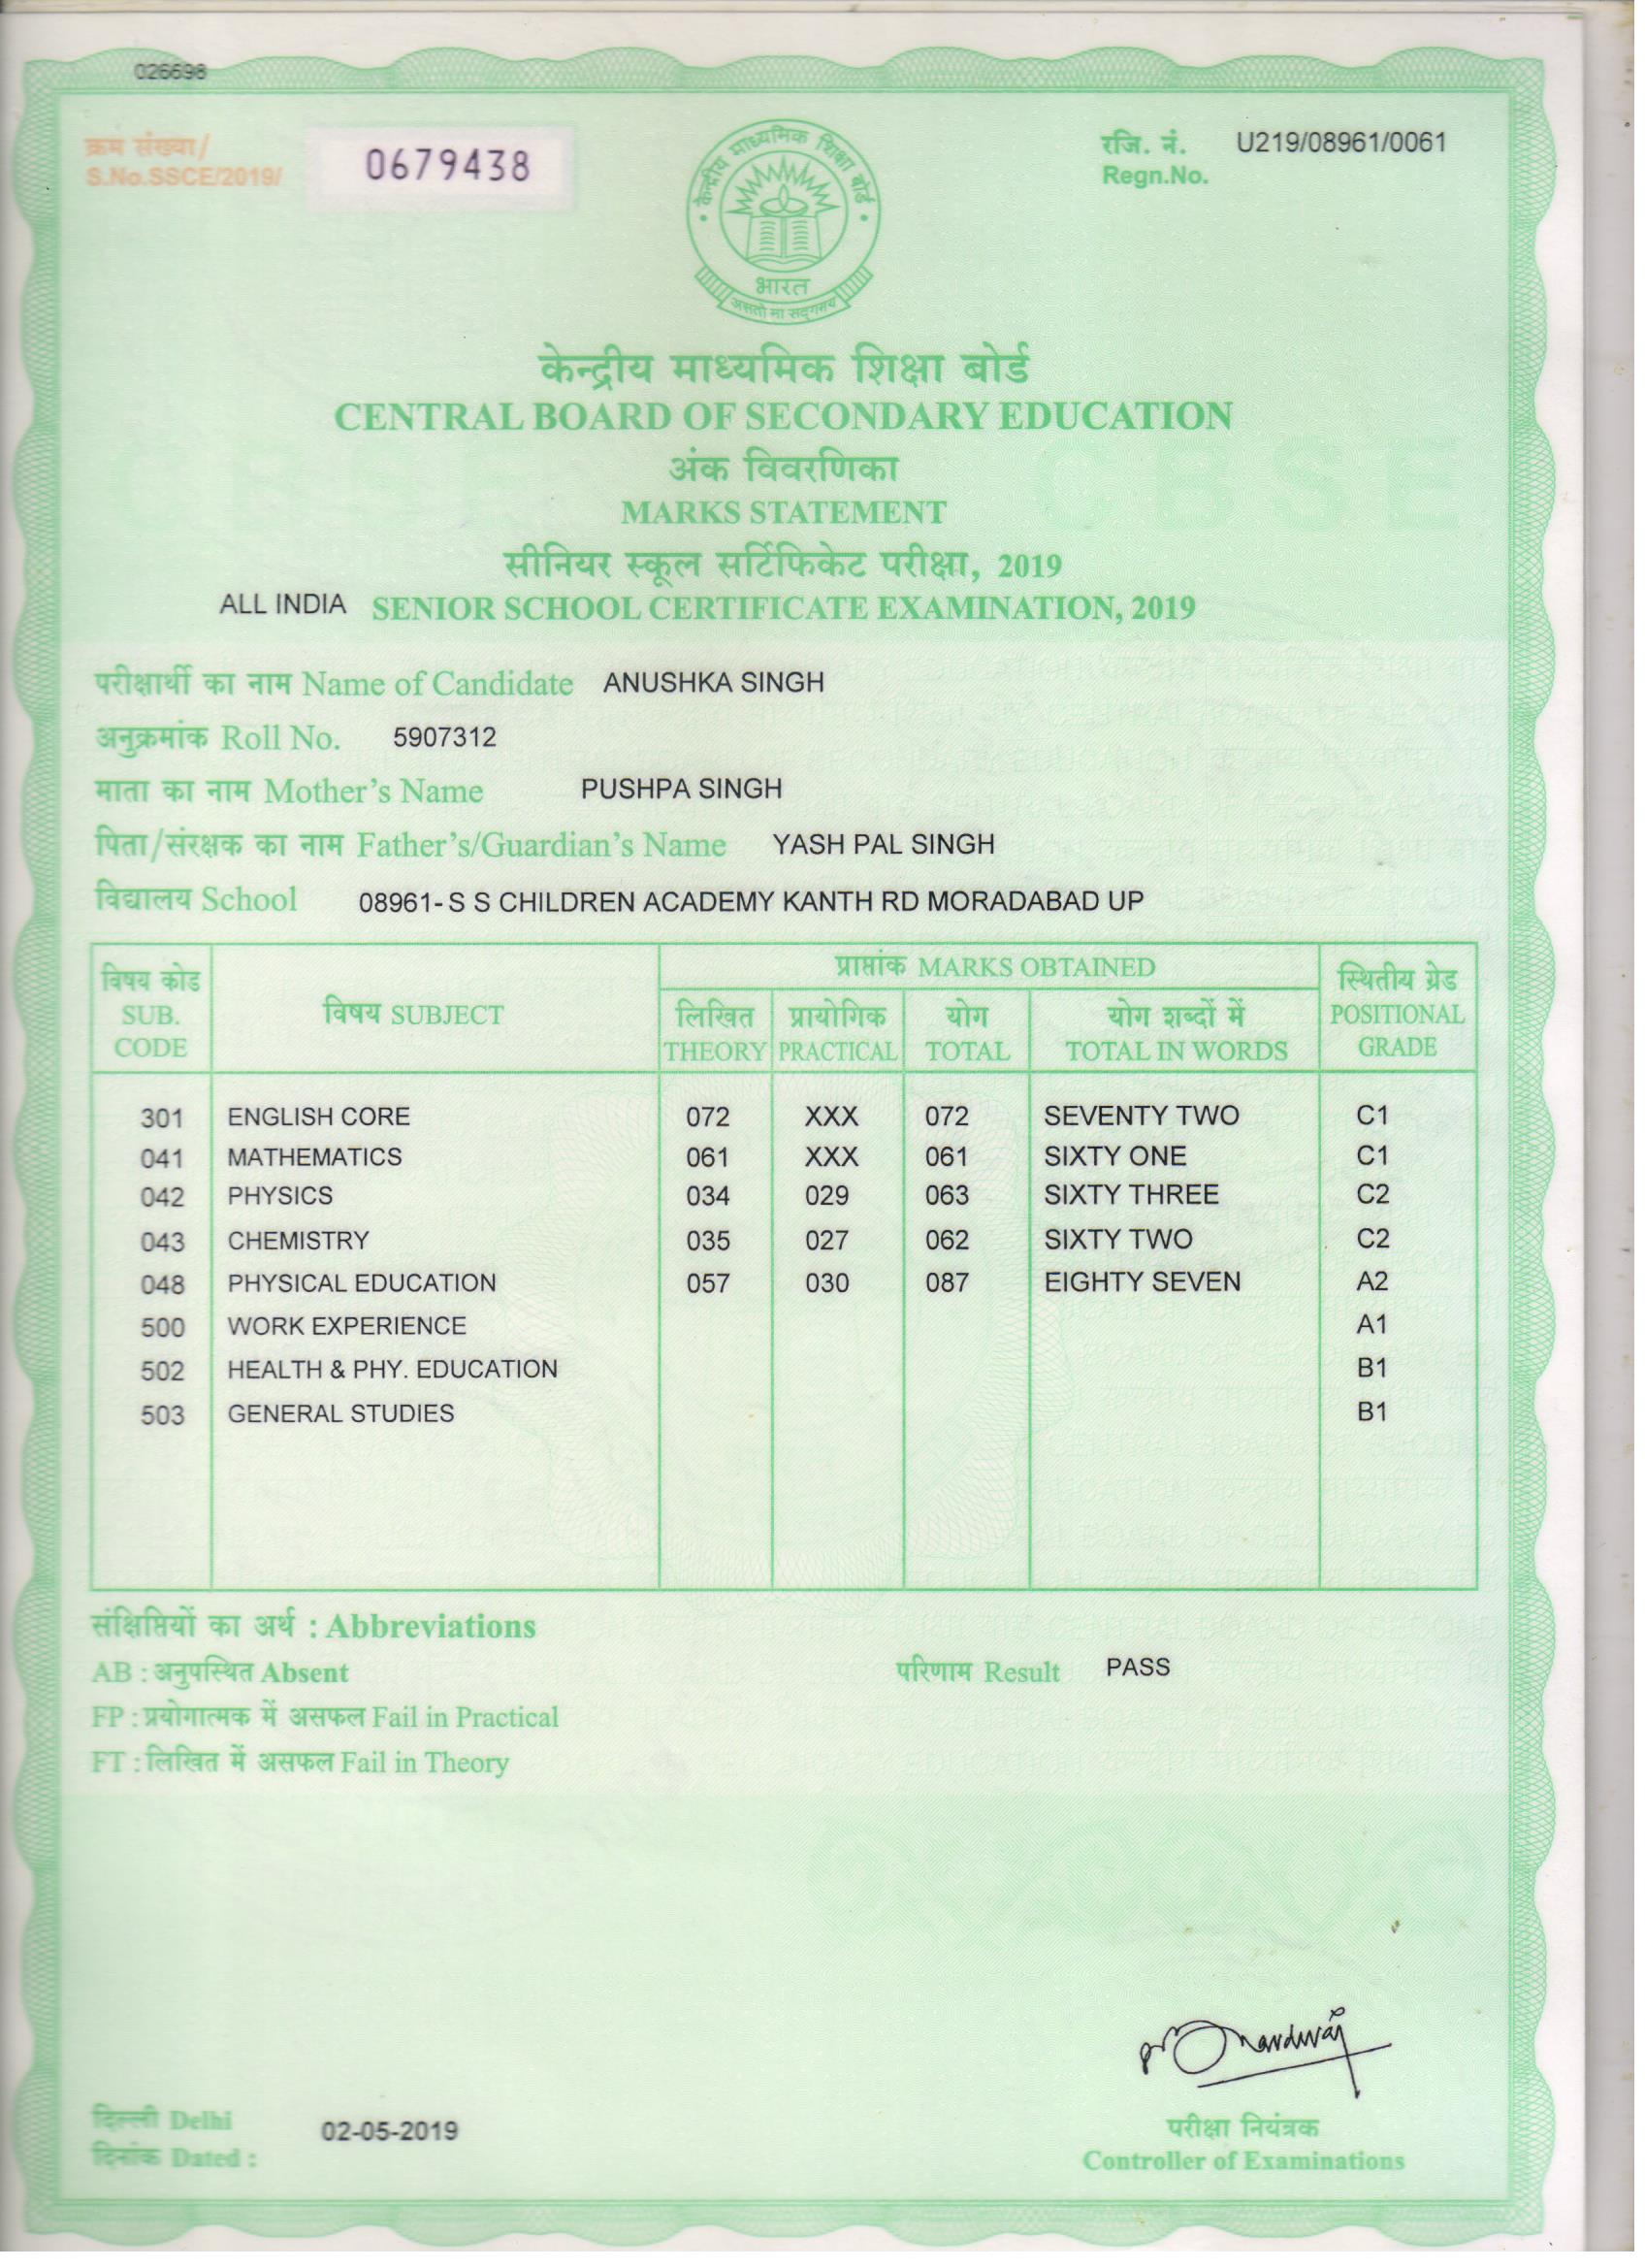 026698
क्रम संख्या/
S.No.SSCE/2019/
0679438
रजि. नं. U219/08961/0061
Regn.No.
केन्द्रीय माध्यमिक शिक्षा बोर्ड
भारत
असतो मा सद्गमय
केन्द्रीय माध्यमिक शिक्षा बोर्ड
CENTRAL BOARD OF SECONDARY EDUCATION
CBSE CBSE
अंक विवरणिका
MARKS STATEMENT
सीनियर स्कूल सर्टिफिकेट परीक्षा, 2019
ALL INDIA SENIOR SCHOOL CERTIFICATE EXAMINATION, 2019
परीक्षार्थी का नाम Name of Candidate ANUSHKA SINGH
अनुक्रमांक Roll No. 5907312
माता का नाम Mother's Name PUSHPA SINGH
पिता/संरक्षक का नाम Father's/Guardian's Name YASH PAL SINGH
विद्यालय School 08961- S S CHILDREN ACADEMY KANTH RD MORADABAD UP
विषय कोड SUB. CODE
विषय SUBJECT
प्राप्तांक MARKS OBTAINED
लिखित THEORY
प्रायोगिक PRACTICAL
योग TOTAL
योग शब्दों में TOTAL IN WORDS
स्थितीय ग्रेड POSITIONAL GRADE
301 ENGLISH CORE 072 XXX 072 SEVENTY TWO C1
041 MATHEMATICS 061 XXX 061 SIXTY ONE C1
042 PHYSICS 034 029 063 SIXTY THREE C2
043 CHEMISTRY 035 027 062 SIXTY TWO C2
048 PHYSICAL EDUCATION 057 030 087 EIGHTY SEVEN A2
500 WORK EXPERIENCE A1
502 HEALTH & PHY. EDUCATION B1
503 GENERAL STUDIES B1
संक्षिप्तियों का अर्थ : Abbreviations
AB : अनुपस्थित Absent
परिणाम Result PASS
FP : प्रयोगात्मक में असफल Fail in Practical
FT : लिखित में असफल Fail in Theory
दिल्ली Delhi
दिनांक Dated : 02-05-2019
परीक्षा नियंत्रक
Controller of Examinations